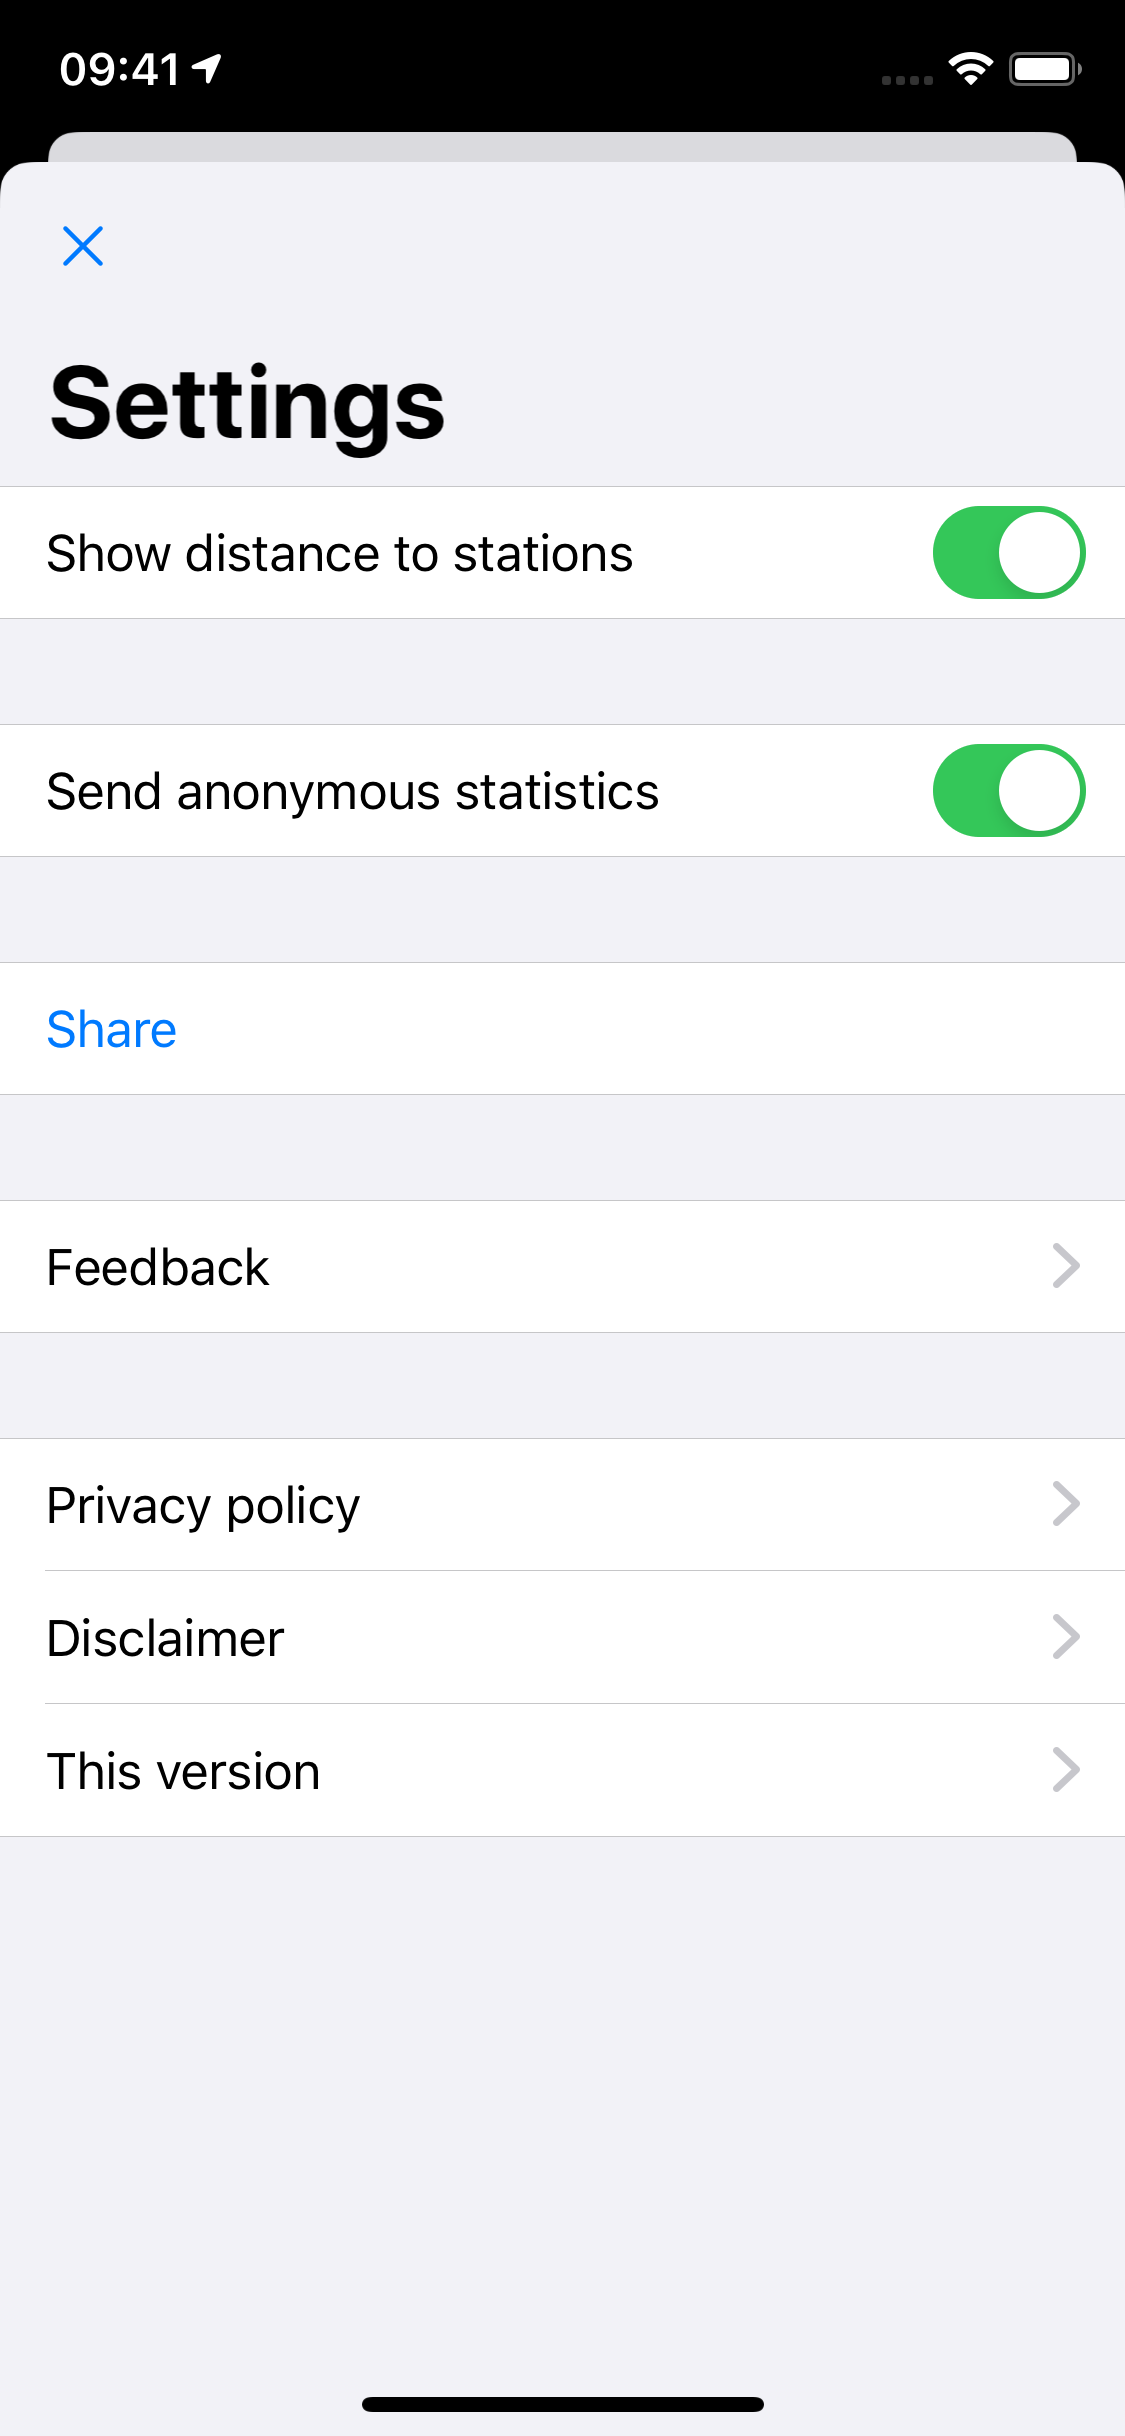 09:41
Settings
Show distance to stations
Send anonymous statistics
Share
Feedback
Privacy policy
Disclaimer
This version